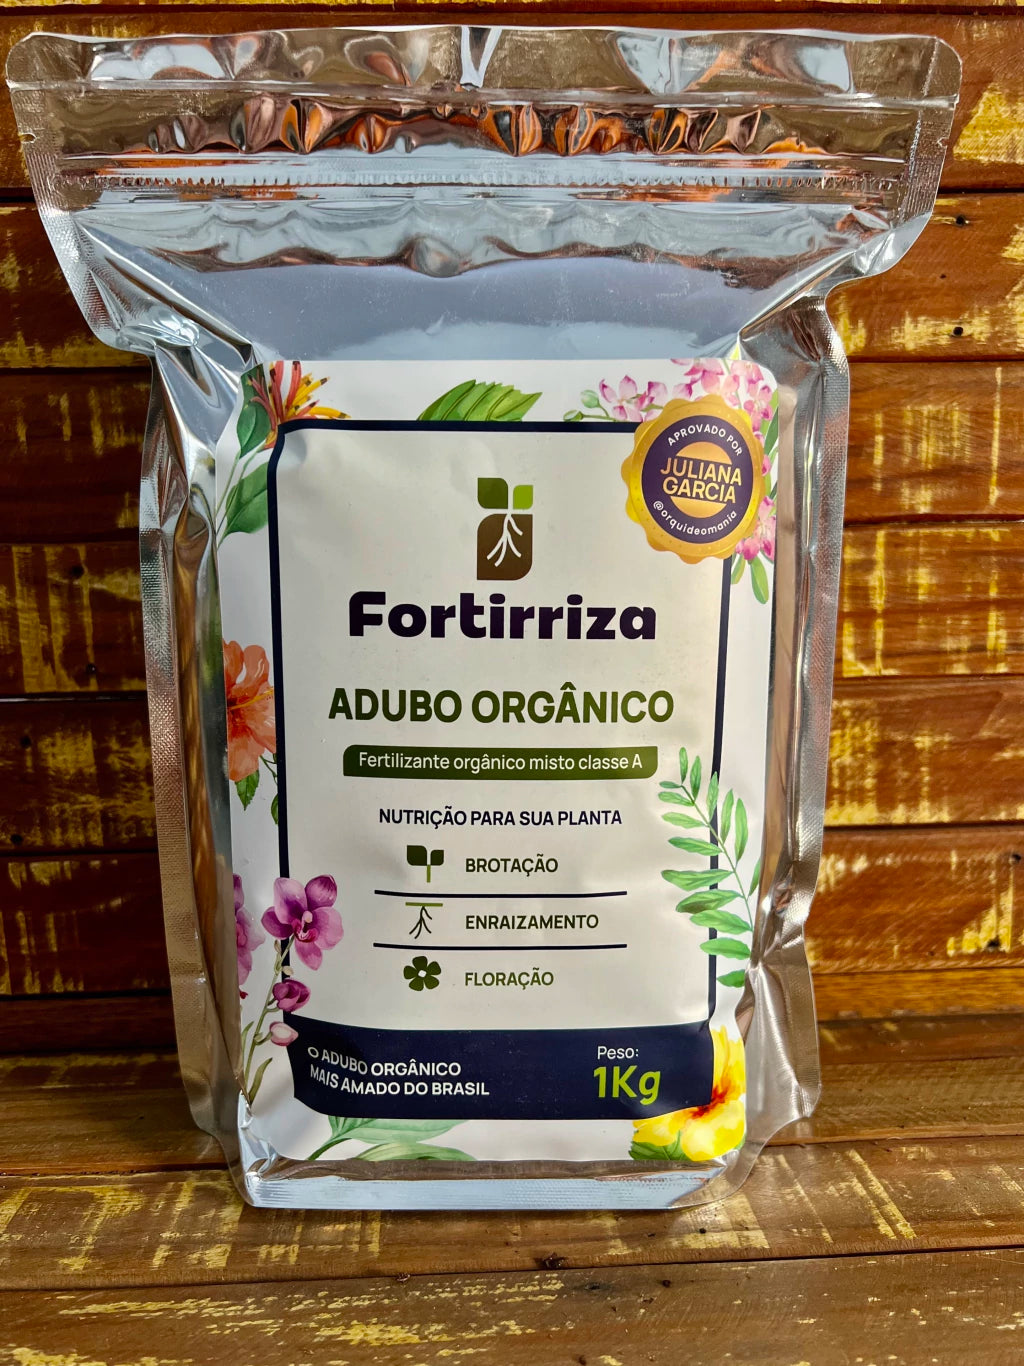 APROVADO POR
JULIANA
GARCIA
@orquideomania
Fortirriza
ADUBO ORGÂNICO
Fertilizante orgânico misto classe A
NUTRIÇÃO PARA SUA PLANTA
BROTAÇÃO
ENRAIZAMENTO
FLORAÇÃO
O ADUBO ORGÂNICO
MAIS AMADO DO BRASIL
Peso:
1Kg